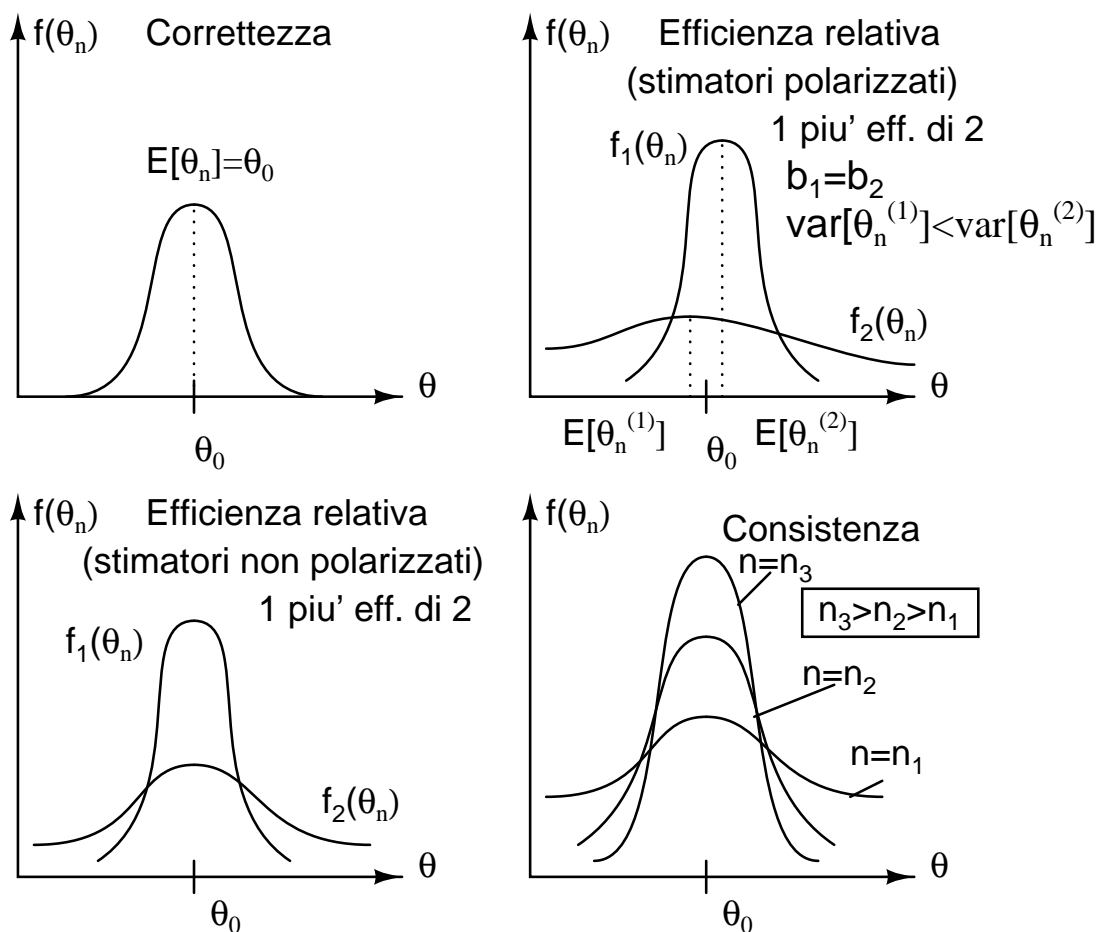 f(θₙ) Correttezza
E[θₙ]=θ₀
θ
θ₀
f(θₙ) Efficienza relativa
(stimatori polarizzati)
1 piu' eff. di 2
f₁(θₙ)
b₁=b₂
var[θₙ⁽¹⁾]<var[θₙ⁽²⁾]
f₂(θₙ)
θ
E[θₙ⁽¹⁾] θ₀ E[θₙ⁽²⁾]
f(θₙ) Efficienza relativa
(stimatori non polarizzati)
1 piu' eff. di 2
f₁(θₙ)
f₂(θₙ)
θ
θ₀
f(θₙ) Consistenza
n=n₃
n₃>n₂>n₁
n=n₂
n=n₁
θ
θ₀